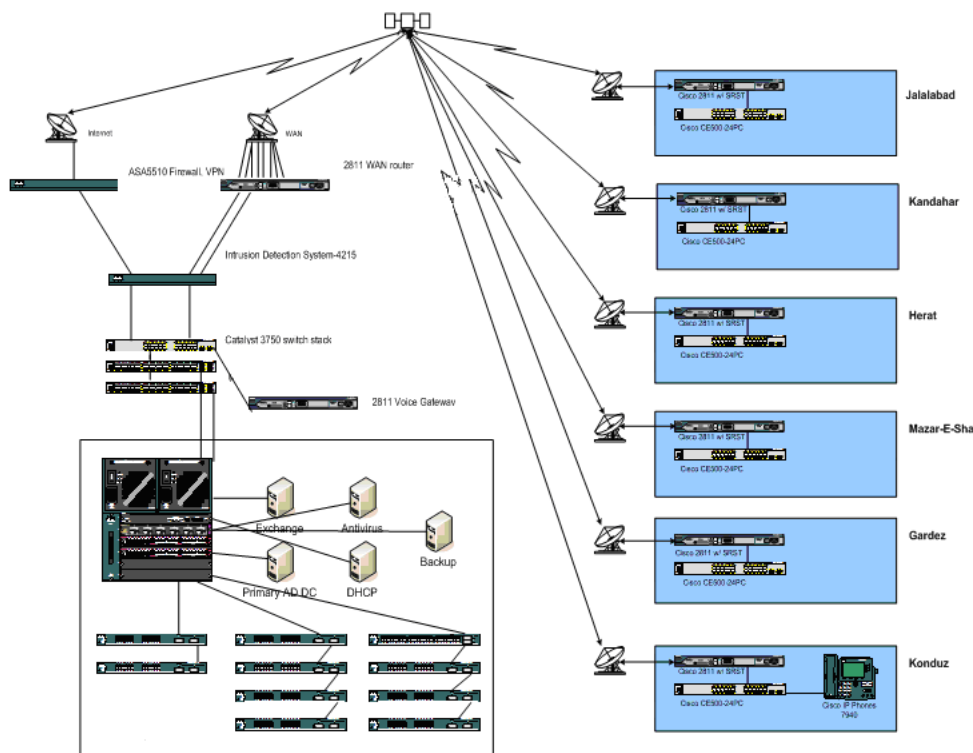 Internet
WAN
ASA5510 Firewall, VPN
2811 WAN router
Intrusion Detection System-4215
Catalyst 3750 switch stack
2811 Voice Gateway
Exchange
Antivirus
Backup
Primary AD DC
DHCP
Cisco 2811 w/ SRST
Cisco CE500-24PC
Jalalabad
Cisco 2811 w/ SRST
Cisco CE500-24PC
Kandahar
Cisco 2811 w/ SRST
Cisco CE500-24PC
Herat
Cisco 2811 w/ SRST
Cisco CE500-24PC
Mazar-E-Sha
Cisco 2811 w/ SRST
Cisco CE500-24PC
Gardez
Cisco 2811 w/ SRST
Cisco CE500-24PC
Konduz
Cisco IP Phones
7940